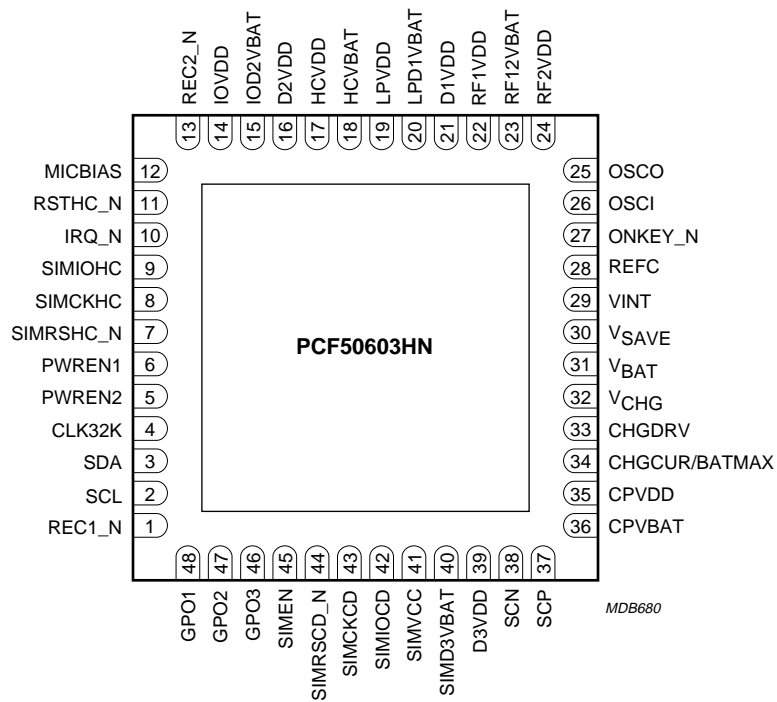 REC2_N
IOVDD
IOD2VBAT
D2VDD
HCVDD
HCVBAT
LPVDD
LPD1VBAT
D1VDD
RF1VDD
RF12VBAT
RF2VDD
13
14
15
16
17
18
19
20
21
22
23
24
MICBIAS 12
RSTHC_N 11
IRQ_N 10
SIMIOHC 9
SIMCKHC 8
SIMRSHC_N 7
PWREN1 6
PWREN2 5
CLK32K 4
SDA 3
SCL 2
REC1_N 1
PCF50603HN
25 OSCO
26 OSCI
27 ONKEY_N
28 REFC
29 VINT
30 VSAVE
31 VBAT
32 VCHG
33 CHGDRV
34 CHGCUR/BATMAX
35 CPVDD
36 CPVBAT
48
47
46
45
44
43
42
41
40
39
38
37
GPO1
GPO2
GPO3
SIMEN
SIMRSCD_N
SIMCKCD
SIMIOCD
SIMVCC
SIMD3VBAT
D3VDD
SCN
SCP
MDB680